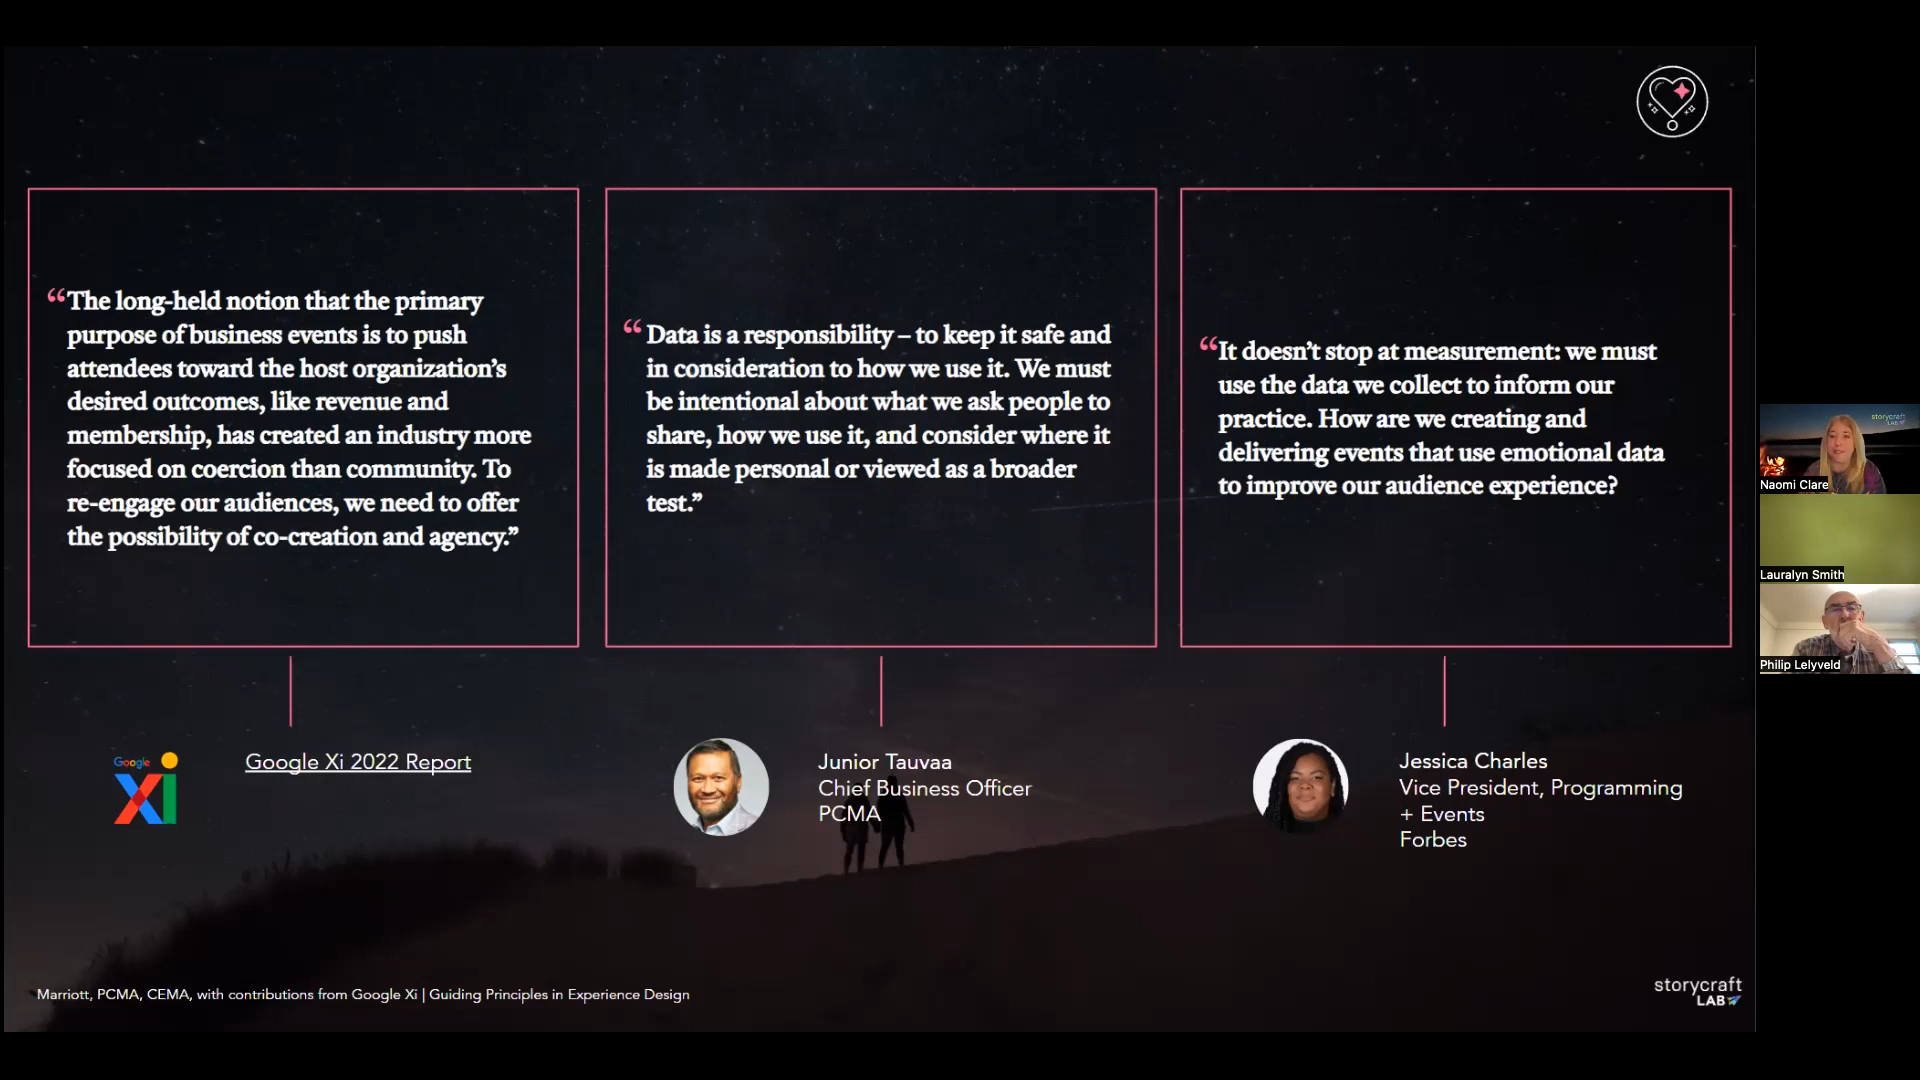 “The long-held notion that the primary
purpose of business events is to push
attendees toward the host organization’s
desired outcomes, like revenue and
membership, has created an industry more
focused on coercion than community. To
re-engage our audiences, we need to offer
the possibility of co-creation and agency.”
“Data is a responsibility – to keep it safe and
in consideration to how we use it. We must
be intentional about what we ask people to
share, how we use it, and consider where it
is made personal or viewed as a broader
test.”
“It doesn’t stop at measurement: we must
use the data we collect to inform our
practice. How are we creating and
delivering events that use emotional data
to improve our audience experience?
Google
XI
Google Xi 2022 Report
Junior Tauvaa
Chief Business Officer
PCMA
Jessica Charles
Vice President, Programming
+ Events
Forbes
Marriott, PCMA, CEMA, with contributions from Google Xi | Guiding Principles in Experience Design
storycraft
LAB
storycraft
LAB
Naomi Clare
Lauralyn Smith
Philip Lelyveld